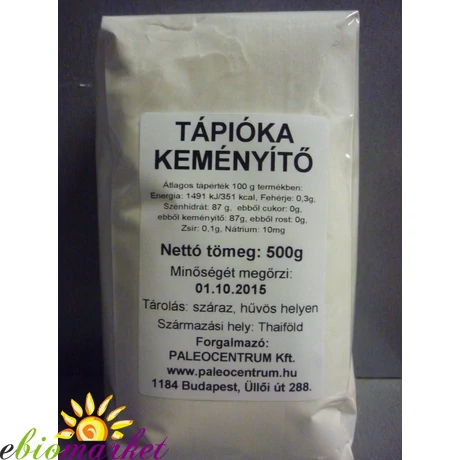 TÁPIÓKA
KEMÉNYÍTŐ
Átlagos tápérték 100 g termékben:
Energia: 1491 kJ/351 kcal, Fehérje: 0,3g,
Szénhidrát: 87 g, ebből cukor: 0g,
ebből keményítő: 87g, ebből rost: 0g,
Zsír: 0,1g, Nátrium: 10mg
Nettó tömeg: 500g
Minőségét megőrzi:
01.10.2015
Tárolás: száraz, hűvös helyen
Származási hely: Thaiföld
Forgalmazó:
PALEOCENTRUM Kft.
www.paleocentrum.hu
1184 Budapest, Üllői út 288.
ebiomarket